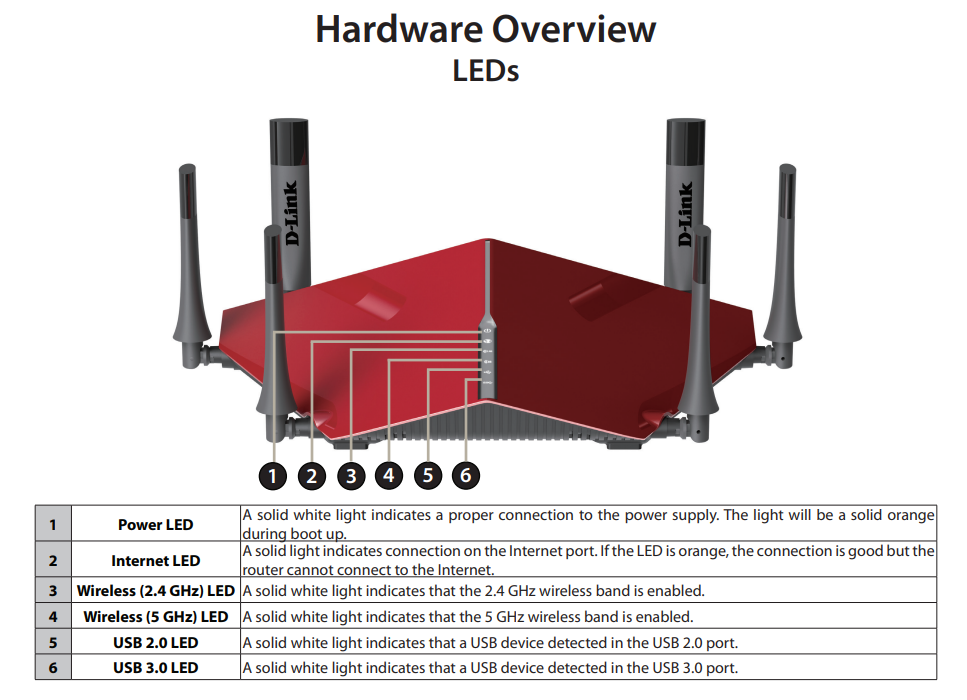 Hardware Overview
LEDs
D-Link
D-Link
1 2 3 4 5 6
1 Power LED A solid white light indicates a proper connection to the power supply. The light will be a solid orange
during boot up.
2 Internet LED A solid light indicates connection on the Internet port. If the LED is orange, the connection is good but the
router cannot connect to the Internet.
3 Wireless (2.4 GHz) LED A solid white light indicates that the 2.4 GHz wireless band is enabled.
4 Wireless (5 GHz) LED A solid white light indicates that the 5 GHz wireless band is enabled.
5 USB 2.0 LED A solid white light indicates that a USB device detected in the USB 2.0 port.
6 USB 3.0 LED A solid white light indicates that a USB device detected in the USB 3.0 port.